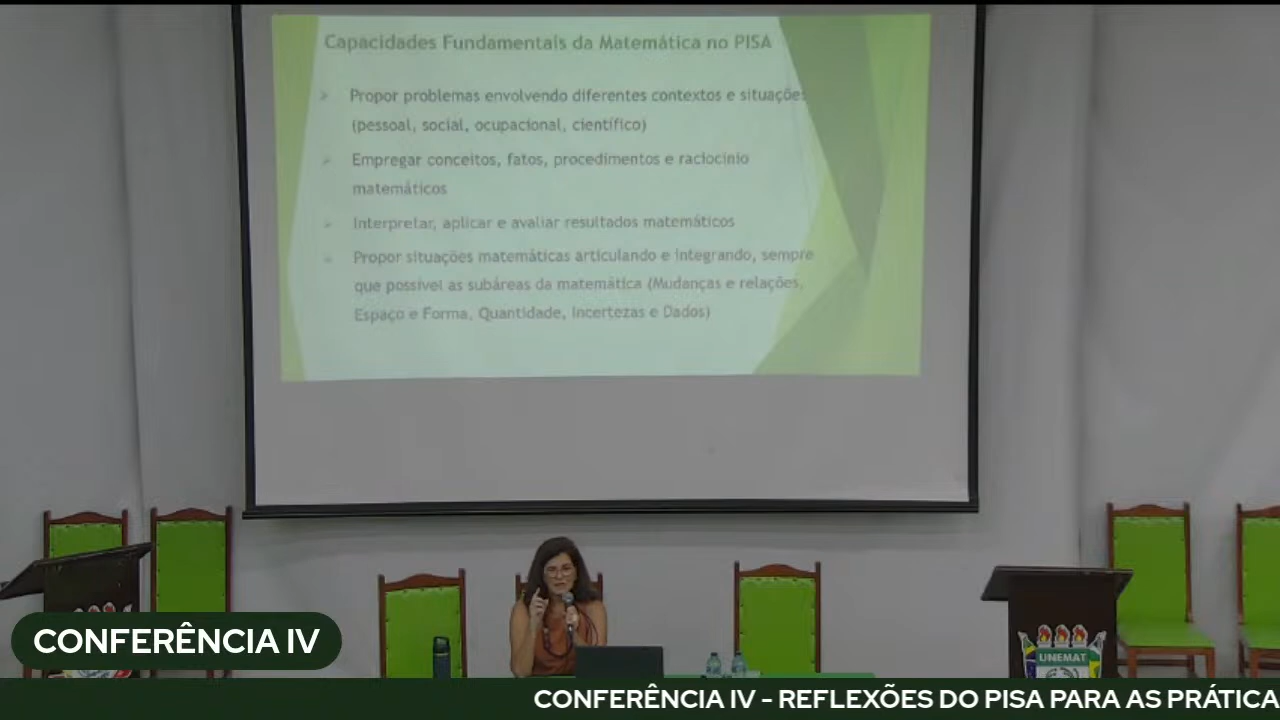 Capacidades Fundamentais da Matemática no PISA
Propor problemas envolvendo diferentes contextos e situações
(pessoal, social, ocupacional, científico)
Empregar conceitos, fatos, procedimentos e raciocínio
matemáticos
Interpretar, aplicar e avaliar resultados matemáticos
Propor situações matemáticas articulando e integrando, sempre
que possível as subáreas da matemática (Mudanças e relações,
Espaço e Forma, Quantidade, Incertezas e Dados)
CONFERÊNCIA IV
UNEMAT
CONFERÊNCIA IV - REFLEXÕES DO PISA PARA AS PRÁTICA